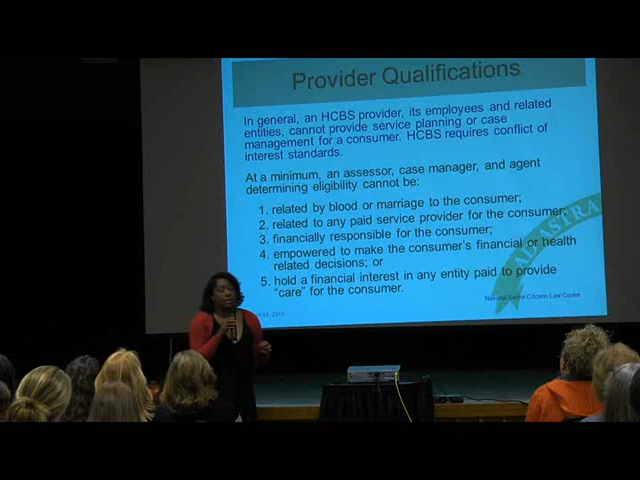 Provider Qualifications
In general, an HCBS provider, its employees and related
entities, cannot provide service planning or case
management for a consumer. HCBS requires conflict of
interest standards.
At a minimum, an assessor, case manager, and agent
determining eligibility cannot be:
1. related by blood or marriage to the consumer;
2. related to any paid service provider for the consumer;
3. financially responsible for the consumer;
4. empowered to make the consumer's financial or health
related decisions; or
5. hold a financial interest in any entity paid to provide
"care" for the consumer.
AD ASTRA
National Senior Citizens Law Center